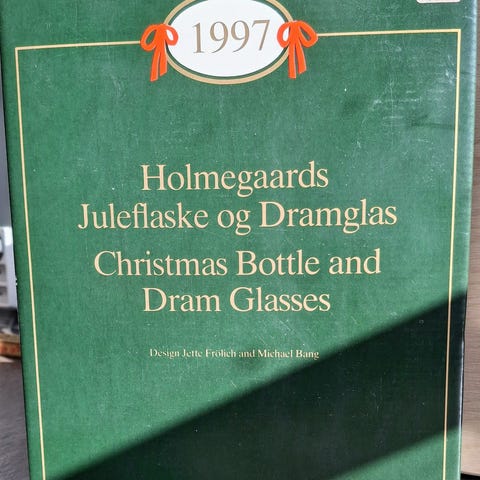 1997
Holmegaards
Juleflaske og Dramglas
Christmas Bottle and
Dram Glasses
Design Jette Frölich and Michael Bang